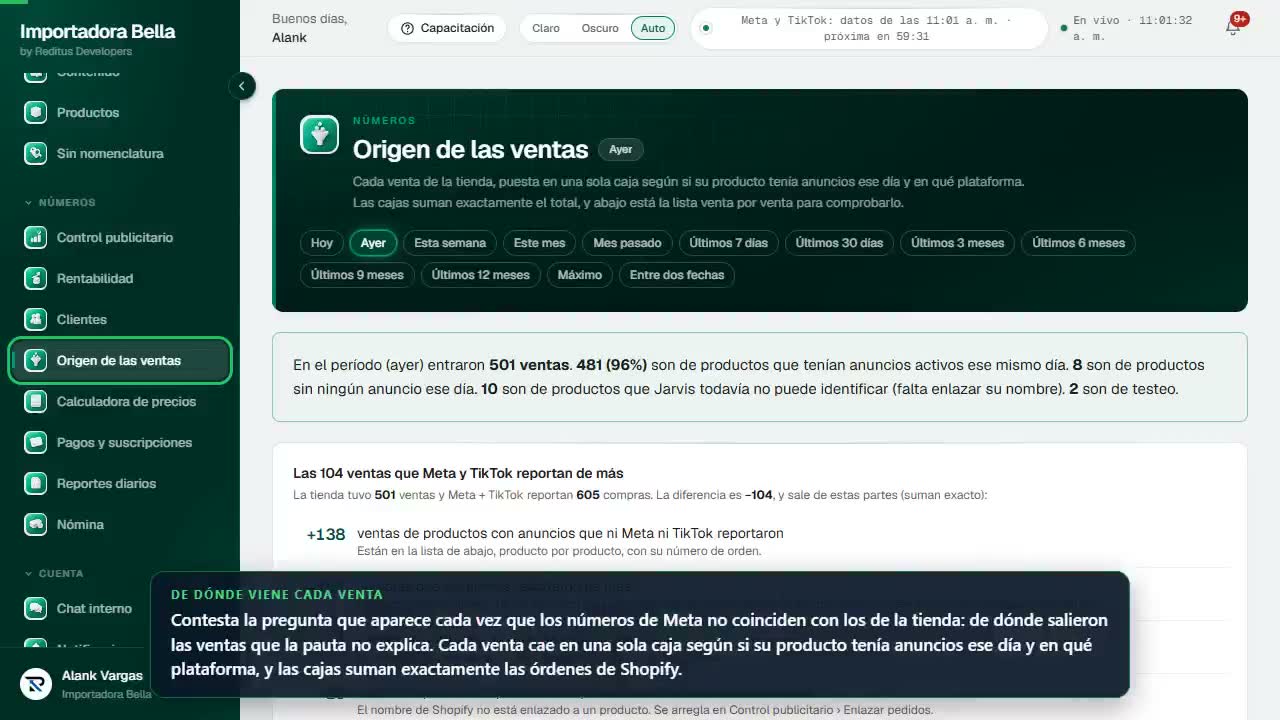 Importadora Bella
by Reditus Developers
Contenido
Productos
Sin nomenclatura
NÚMEROS
Control publicitario
Rentabilidad
Clientes
Origen de las ventas
Calculadora de precios
Pagos y suscripciones
Reportes diarios
Nómina
CUENTA
Chat interno
Alank Vargas
Importadora Bella
Buenos días,
Alank
Capacitación
Claro Oscuro Auto
Meta y TikTok: datos de las 11:01 a. m. ·
próxima en 59:31
En vivo · 11:01:32
a. m.
9+
NÚMEROS
Origen de las ventas Ayer
Cada venta de la tienda, puesta en una sola caja según si su producto tenía anuncios ese día y en qué plataforma.
Las cajas suman exactamente el total, y abajo está la lista venta por venta para comprobarlo.
Hoy Ayer Esta semana Este mes Mes pasado Últimos 7 días Últimos 30 días Últimos 3 meses Últimos 6 meses
Últimos 9 meses Últimos 12 meses Máximo Entre dos fechas
En el período (ayer) entraron 501 ventas. 481 (96%) son de productos que tenían anuncios activos ese mismo día. 8 son de productos
sin ningún anuncio ese día. 10 son de productos que Jarvis todavía no puede identificar (falta enlazar su nombre). 2 son de testeo.
Las 104 ventas que Meta y TikTok reportan de más
La tienda tuvo 501 ventas y Meta + TikTok reportan 605 compras. La diferencia es −104, y sale de estas partes (suman exacto):
+138 ventas de productos con anuncios que ni Meta ni TikTok reportaron
Están en la lista de abajo, producto por producto, con su número de orden.
DE DÓNDE VIENE CADA VENTA
Contesta la pregunta que aparece cada vez que los números de Meta no coinciden con los de la tienda: de dónde salieron
las ventas que la pauta no explica. Cada venta cae en una sola caja según si su producto tenía anuncios ese día y en qué
plataforma, y las cajas suman exactamente las órdenes de Shopify.
El nombre de Shopify no está enlazado a un producto. Se arregla en Control publicitario › Enlazar pedidos.